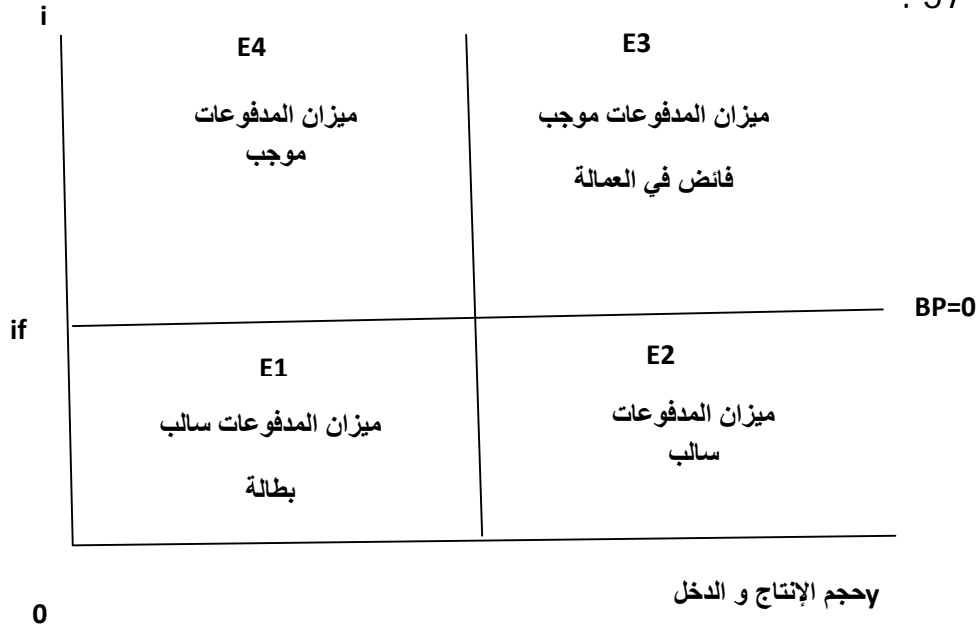 : 57
i
E4
E3
ميزان المدفوعات
موجب
ميزان المدفوعات موجب
فائض في العمالة
BP=0
if
E1
E2
ميزان المدفوعات سالب
بطالة
ميزان المدفوعات
سالب
yحجم الإنتاج و الدخل
0